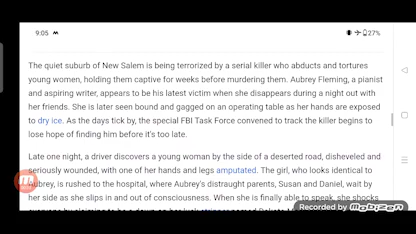 9:05 M
27%
The quiet suburb of New Salem is being terrorized by a serial killer who abducts and tortures
young women, holding them captive for weeks before murdering them. Aubrey Fleming, a pianist
and aspiring writer, appears to be his latest victim when she disappears during a night out with
her friends. She is later seen bound and gagged on an operating table as her hands are exposed
to dry ice. As the days tick by, the special FBI Task Force convened to track the killer begins to
lose hope of finding him before it's too late.
Late one night, a driver discovers a young woman by the side of a deserted road, disheveled and
seriously wounded, with one of her hands and legs amputated. The girl, who looks identical to
Aubrey, is rushed to the hospital, where Aubrey's distraught parents, Susan and Daniel, wait by
her side as she slips in and out of consciousness. When she is finally able to speak, she shocks
Recorded by Mobizen